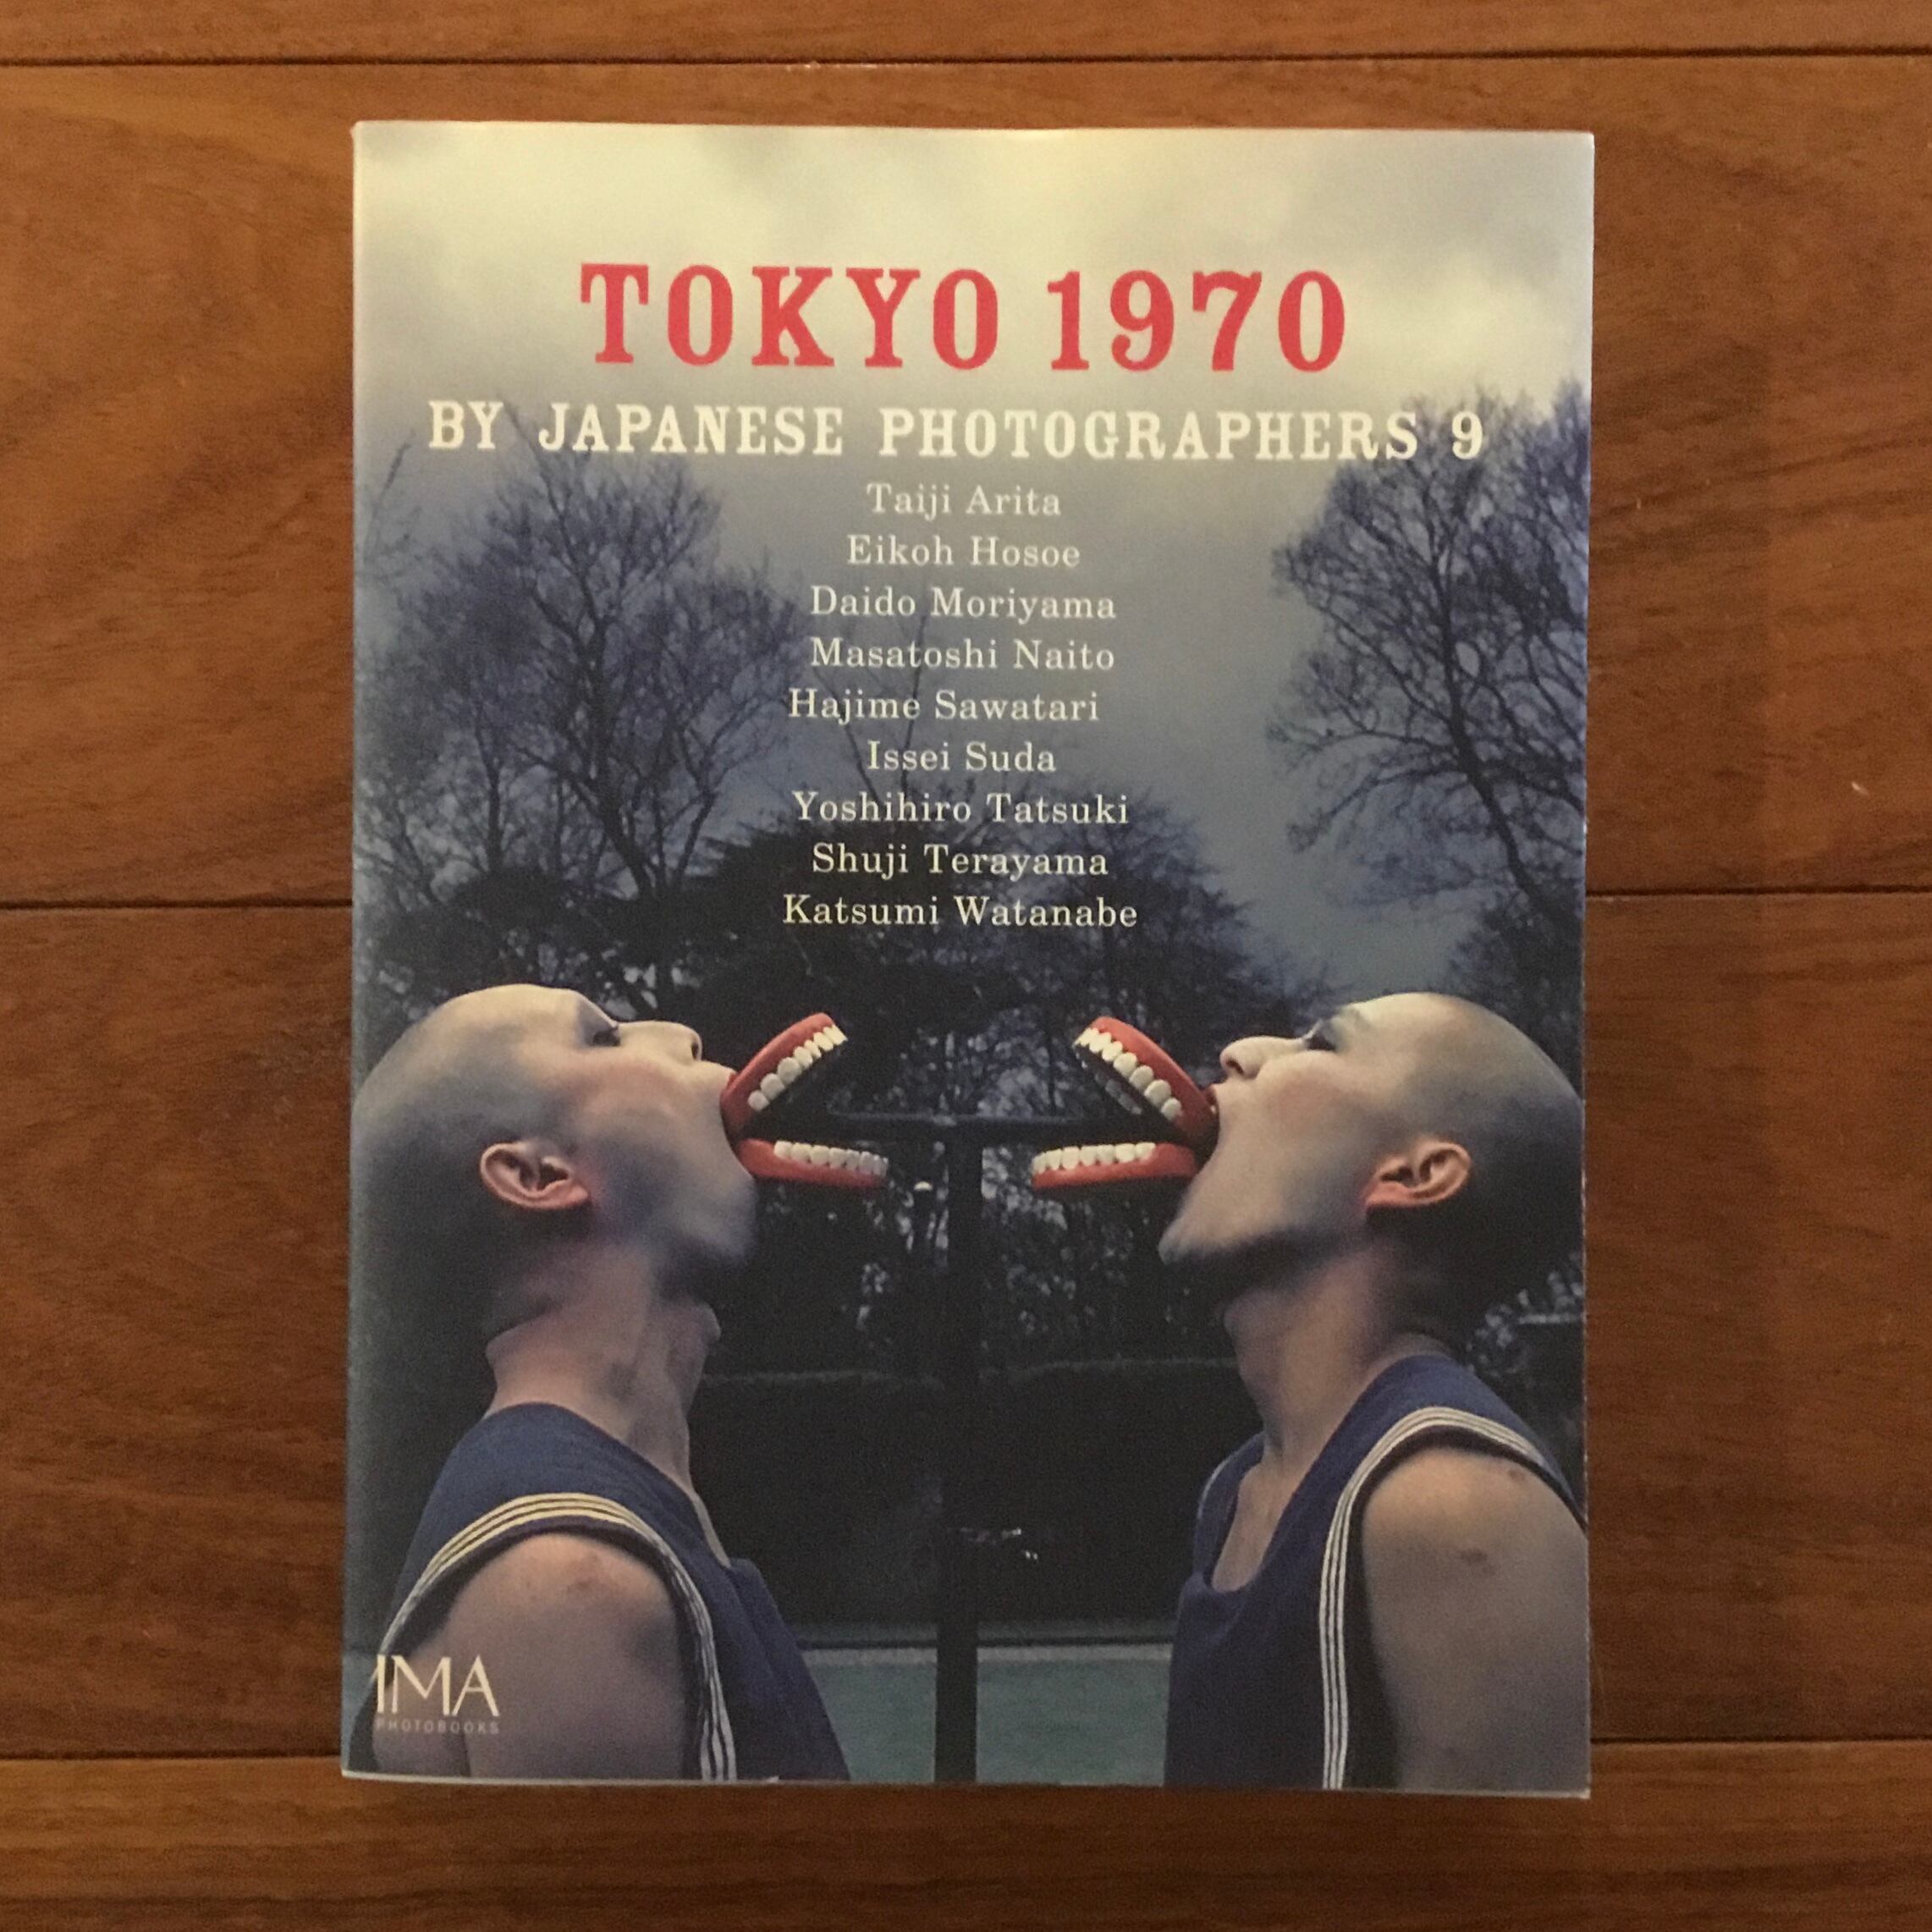 TOKYO 1970
BY JAPANESE PHOTOGRAPHERS 9
Taiji Arita
Eikoh Hosoe
Daido Moriyama
Masatoshi Naito
Hajime Sawatari
Issei Suda
Yoshihiro Tatsuki
Shuji Terayama
Katsumi Watanabe
IMA
PHOTOBOOKS